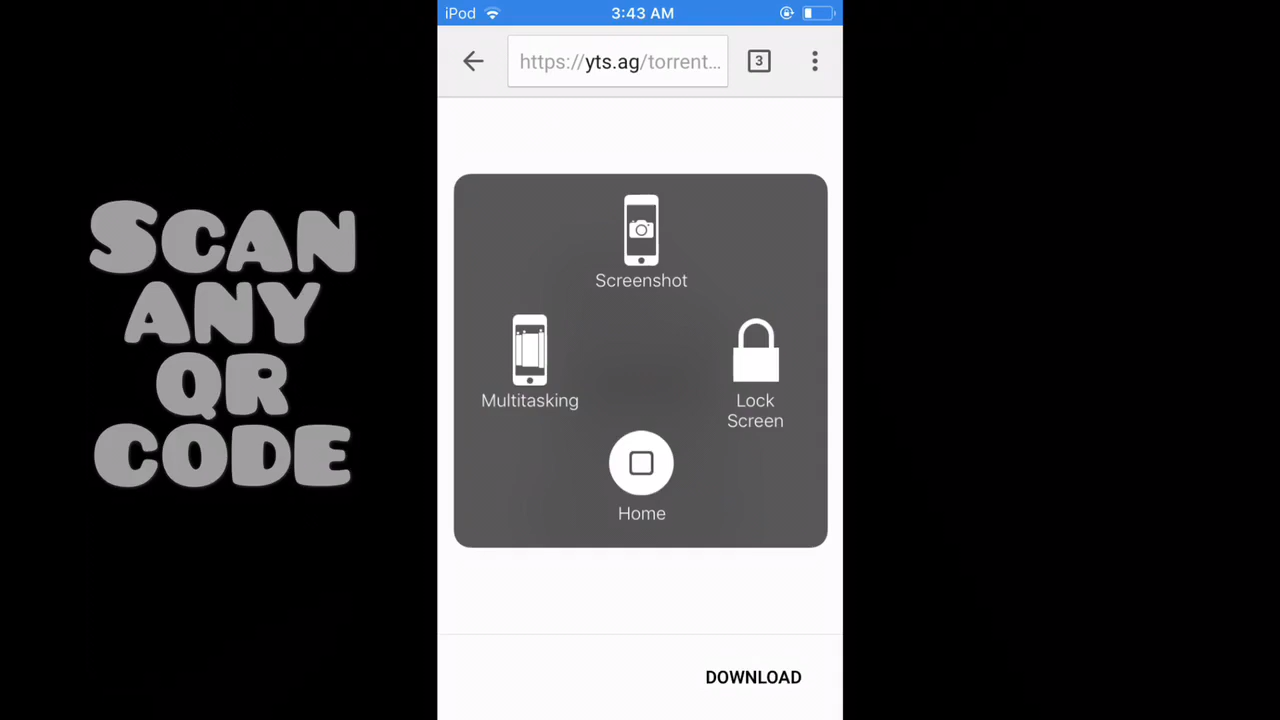 iPod
3:43 AM
https://yts.ag/torrent...
3
SCAN
ANY
QR
CODE
Screenshot
Multitasking
Lock
Screen
Home
DOWNLOAD